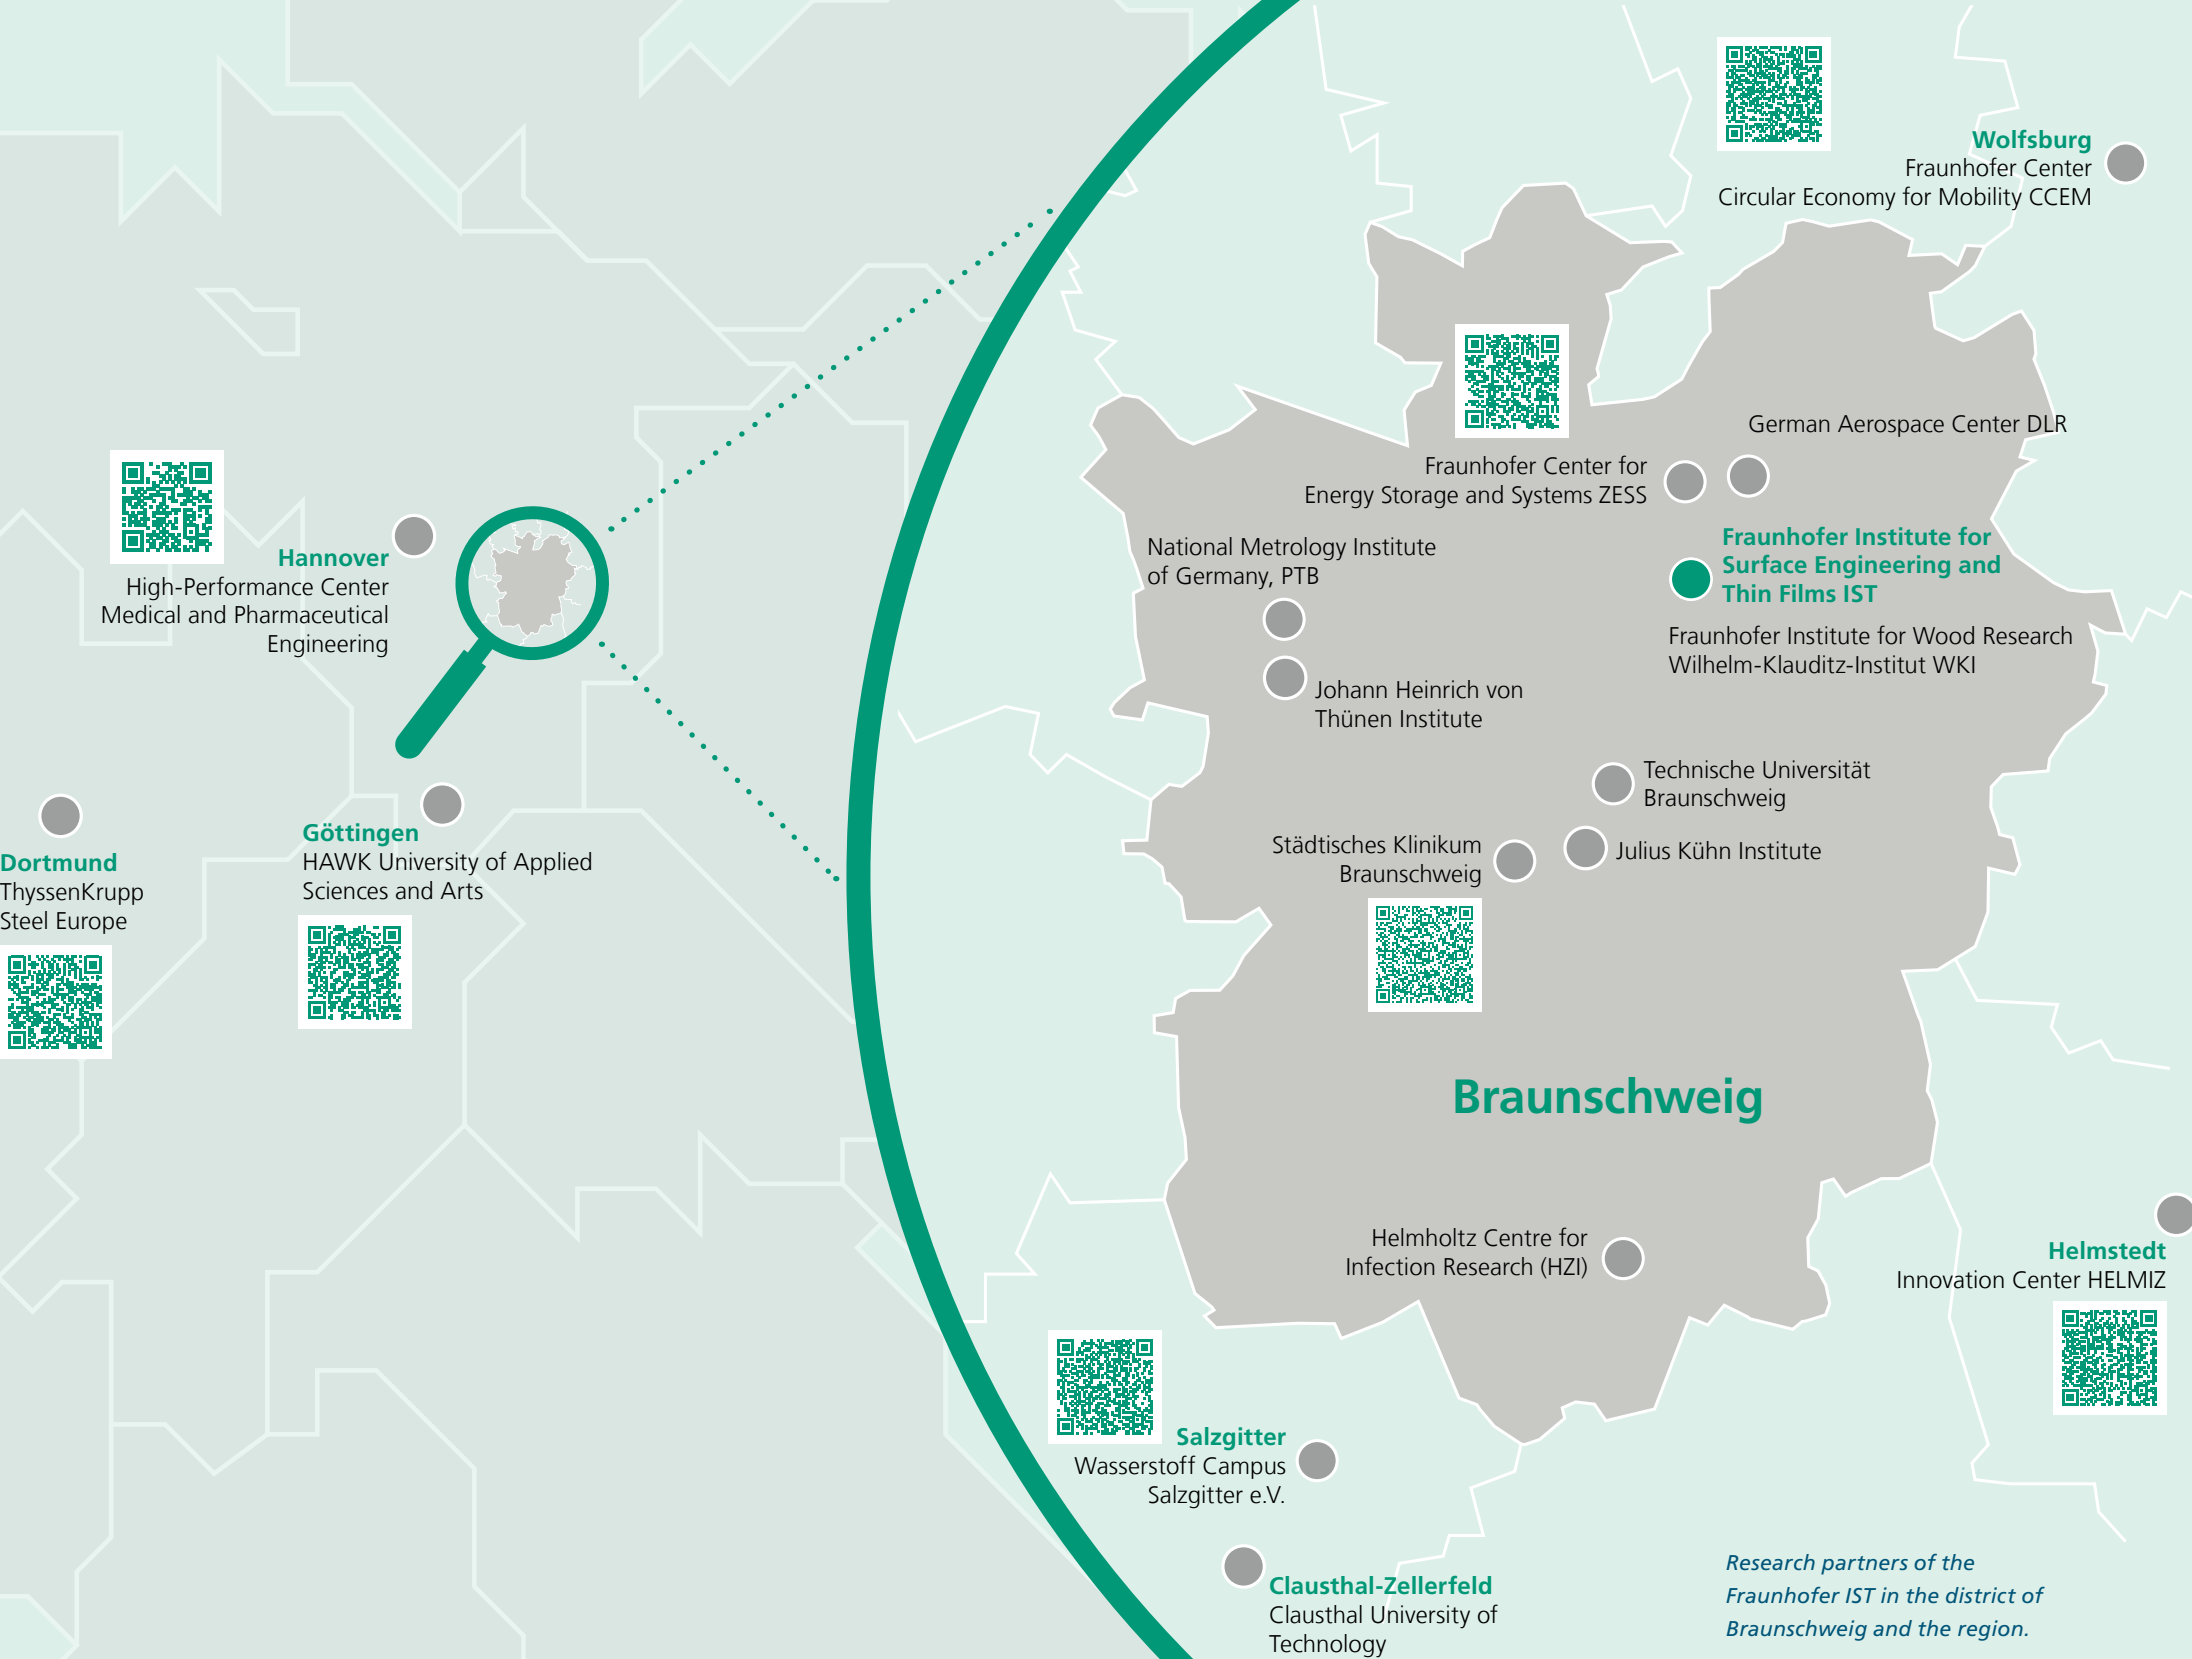 Wolfsburg
Fraunhofer Center
Circular Economy for Mobility CCEM
German Aerospace Center DLR
Fraunhofer Center for
Energy Storage and Systems ZESS
Fraunhofer Institute for
Surface Engineering and
Thin Films IST
National Metrology Institute
of Germany, PTB
Hannover
High-Performance Center
Medical and Pharmaceutical
Engineering
Fraunhofer Institute for Wood Research
Wilhelm-Klauditz-Institut WKI
Johann Heinrich von
Thünen Institute
Technische Universität
Braunschweig
Göttingen
HAWK University of Applied
Sciences and Arts
Städtisches Klinikum
Braunschweig
Julius Kühn Institute
Dortmund
ThyssenKrupp
Steel Europe
Braunschweig
Helmholtz Centre for
Infection Research (HZI)
Helmstedt
Innovation Center HELMIZ
Salzgitter
Wasserstoff Campus
Salzgitter e.V.
Clausthal-Zellerfeld
Clausthal University of
Technology
Research partners of the
Fraunhofer IST in the district of
Braunschweig and the region.